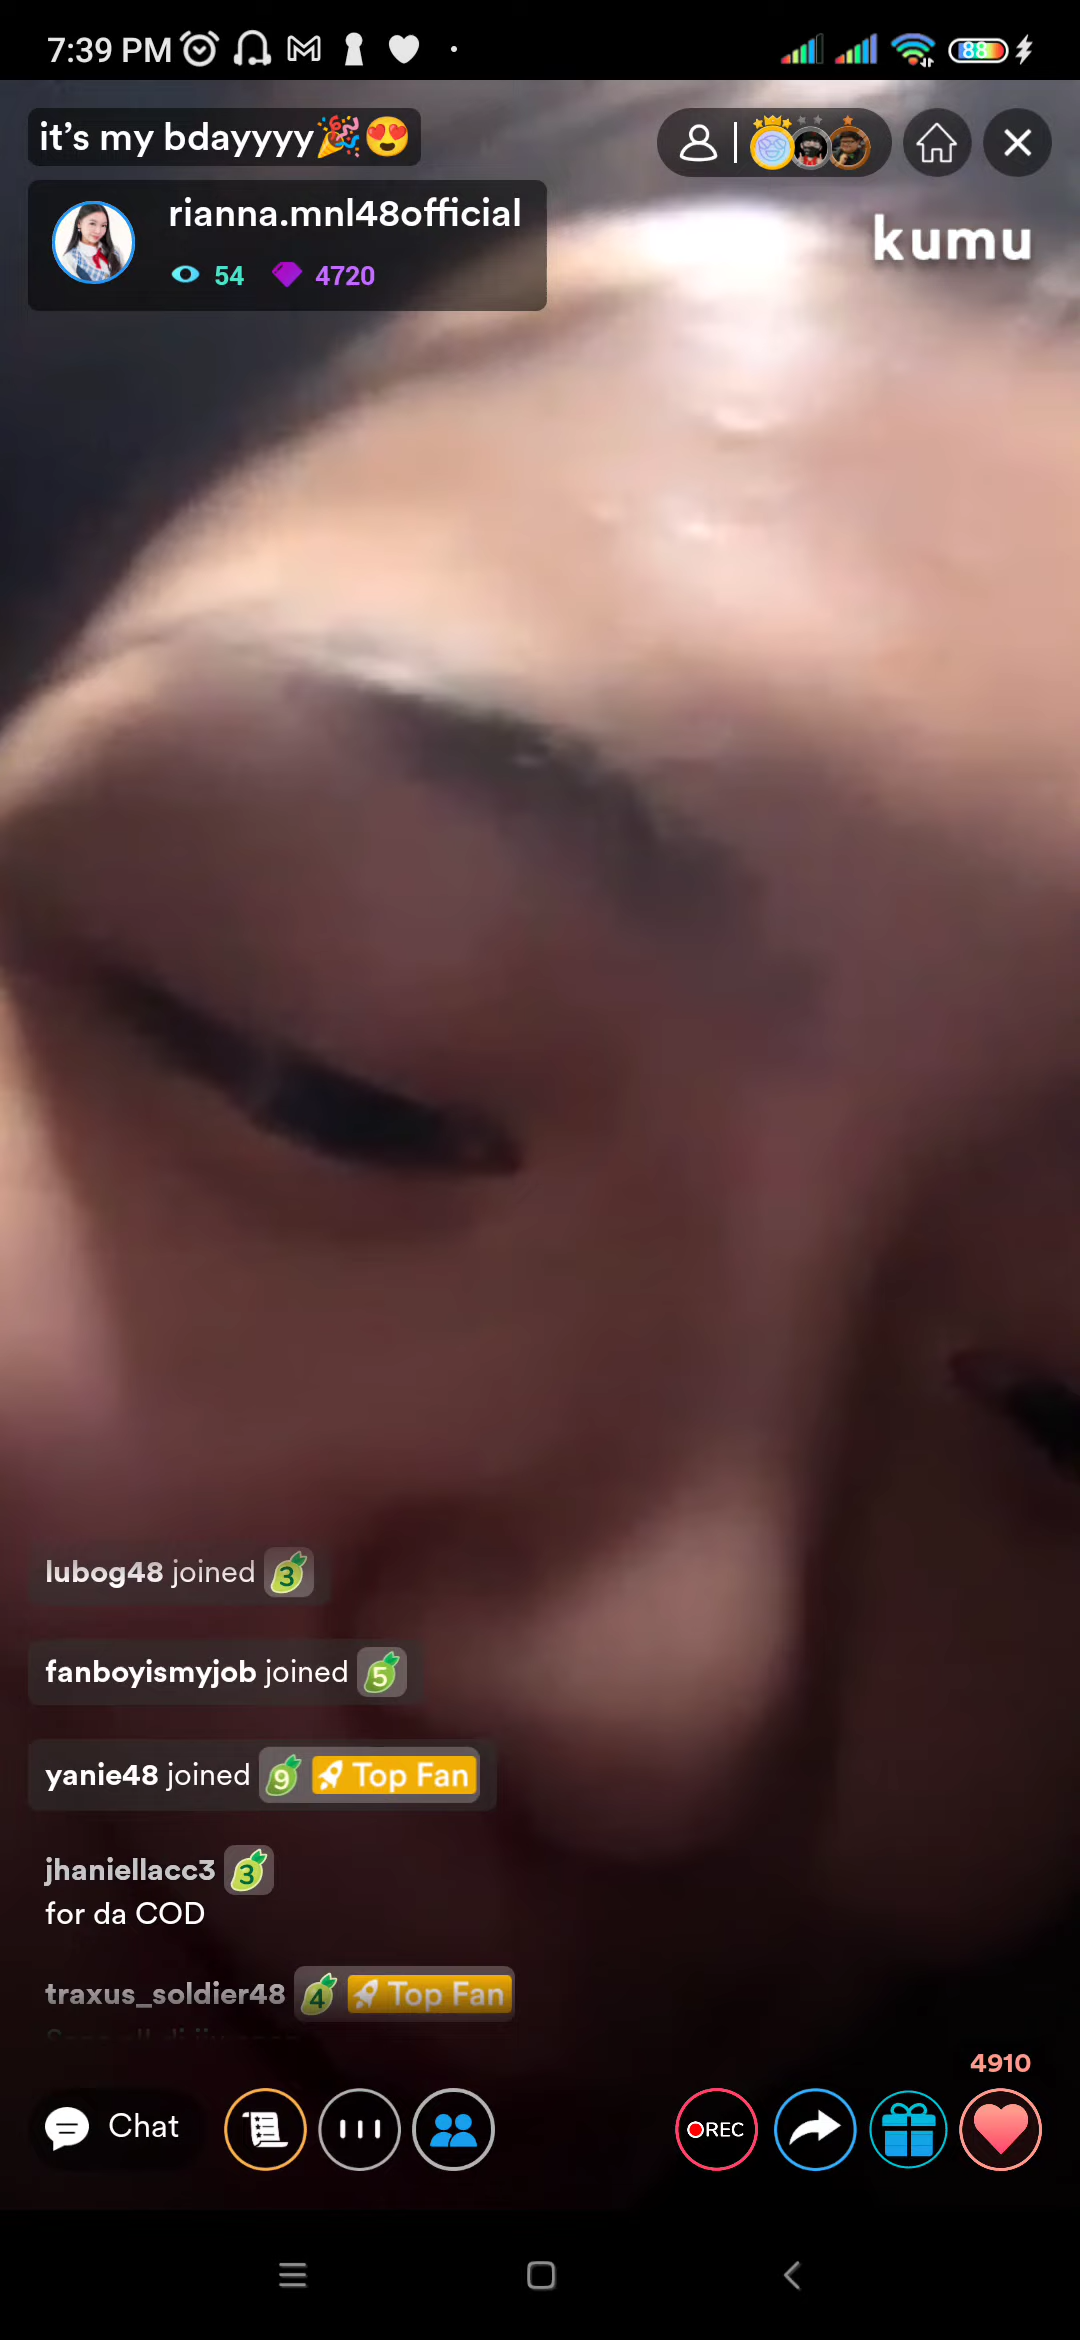 7:39 PM
88
it's my bdayyyy🎉😍
rianna.mnl48official
54 4720
kumu
lubog48 joined 3
fanboyismyjob joined 5
yanie48 joined 9 Top Fan
jhaniellacc3 3
for da COD
traxus_soldier48 4 Top Fan
4910
Chat
REC